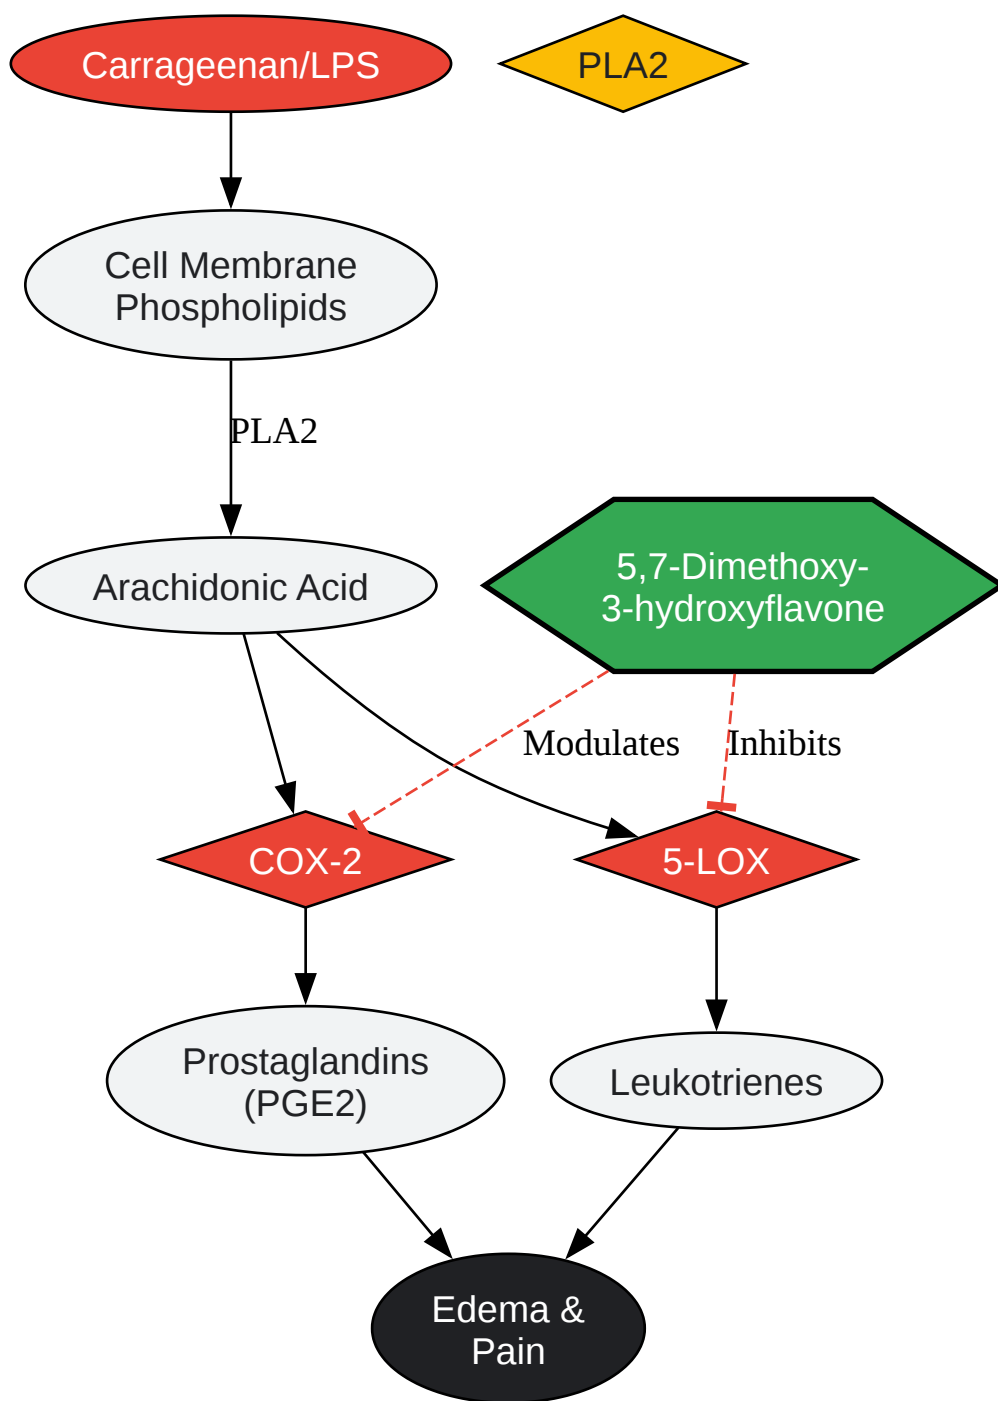 Carrageenan/LPS
PLA2
Cell Membrane
Phospholipids
PLA2
Arachidonic Acid
5,7-Dimethoxy-
3-hydroxyflavone
Modulates
Inhibits
COX-2
5-LOX
Prostaglandins
(PGE2)
Leukotrienes
Edema &
Pain